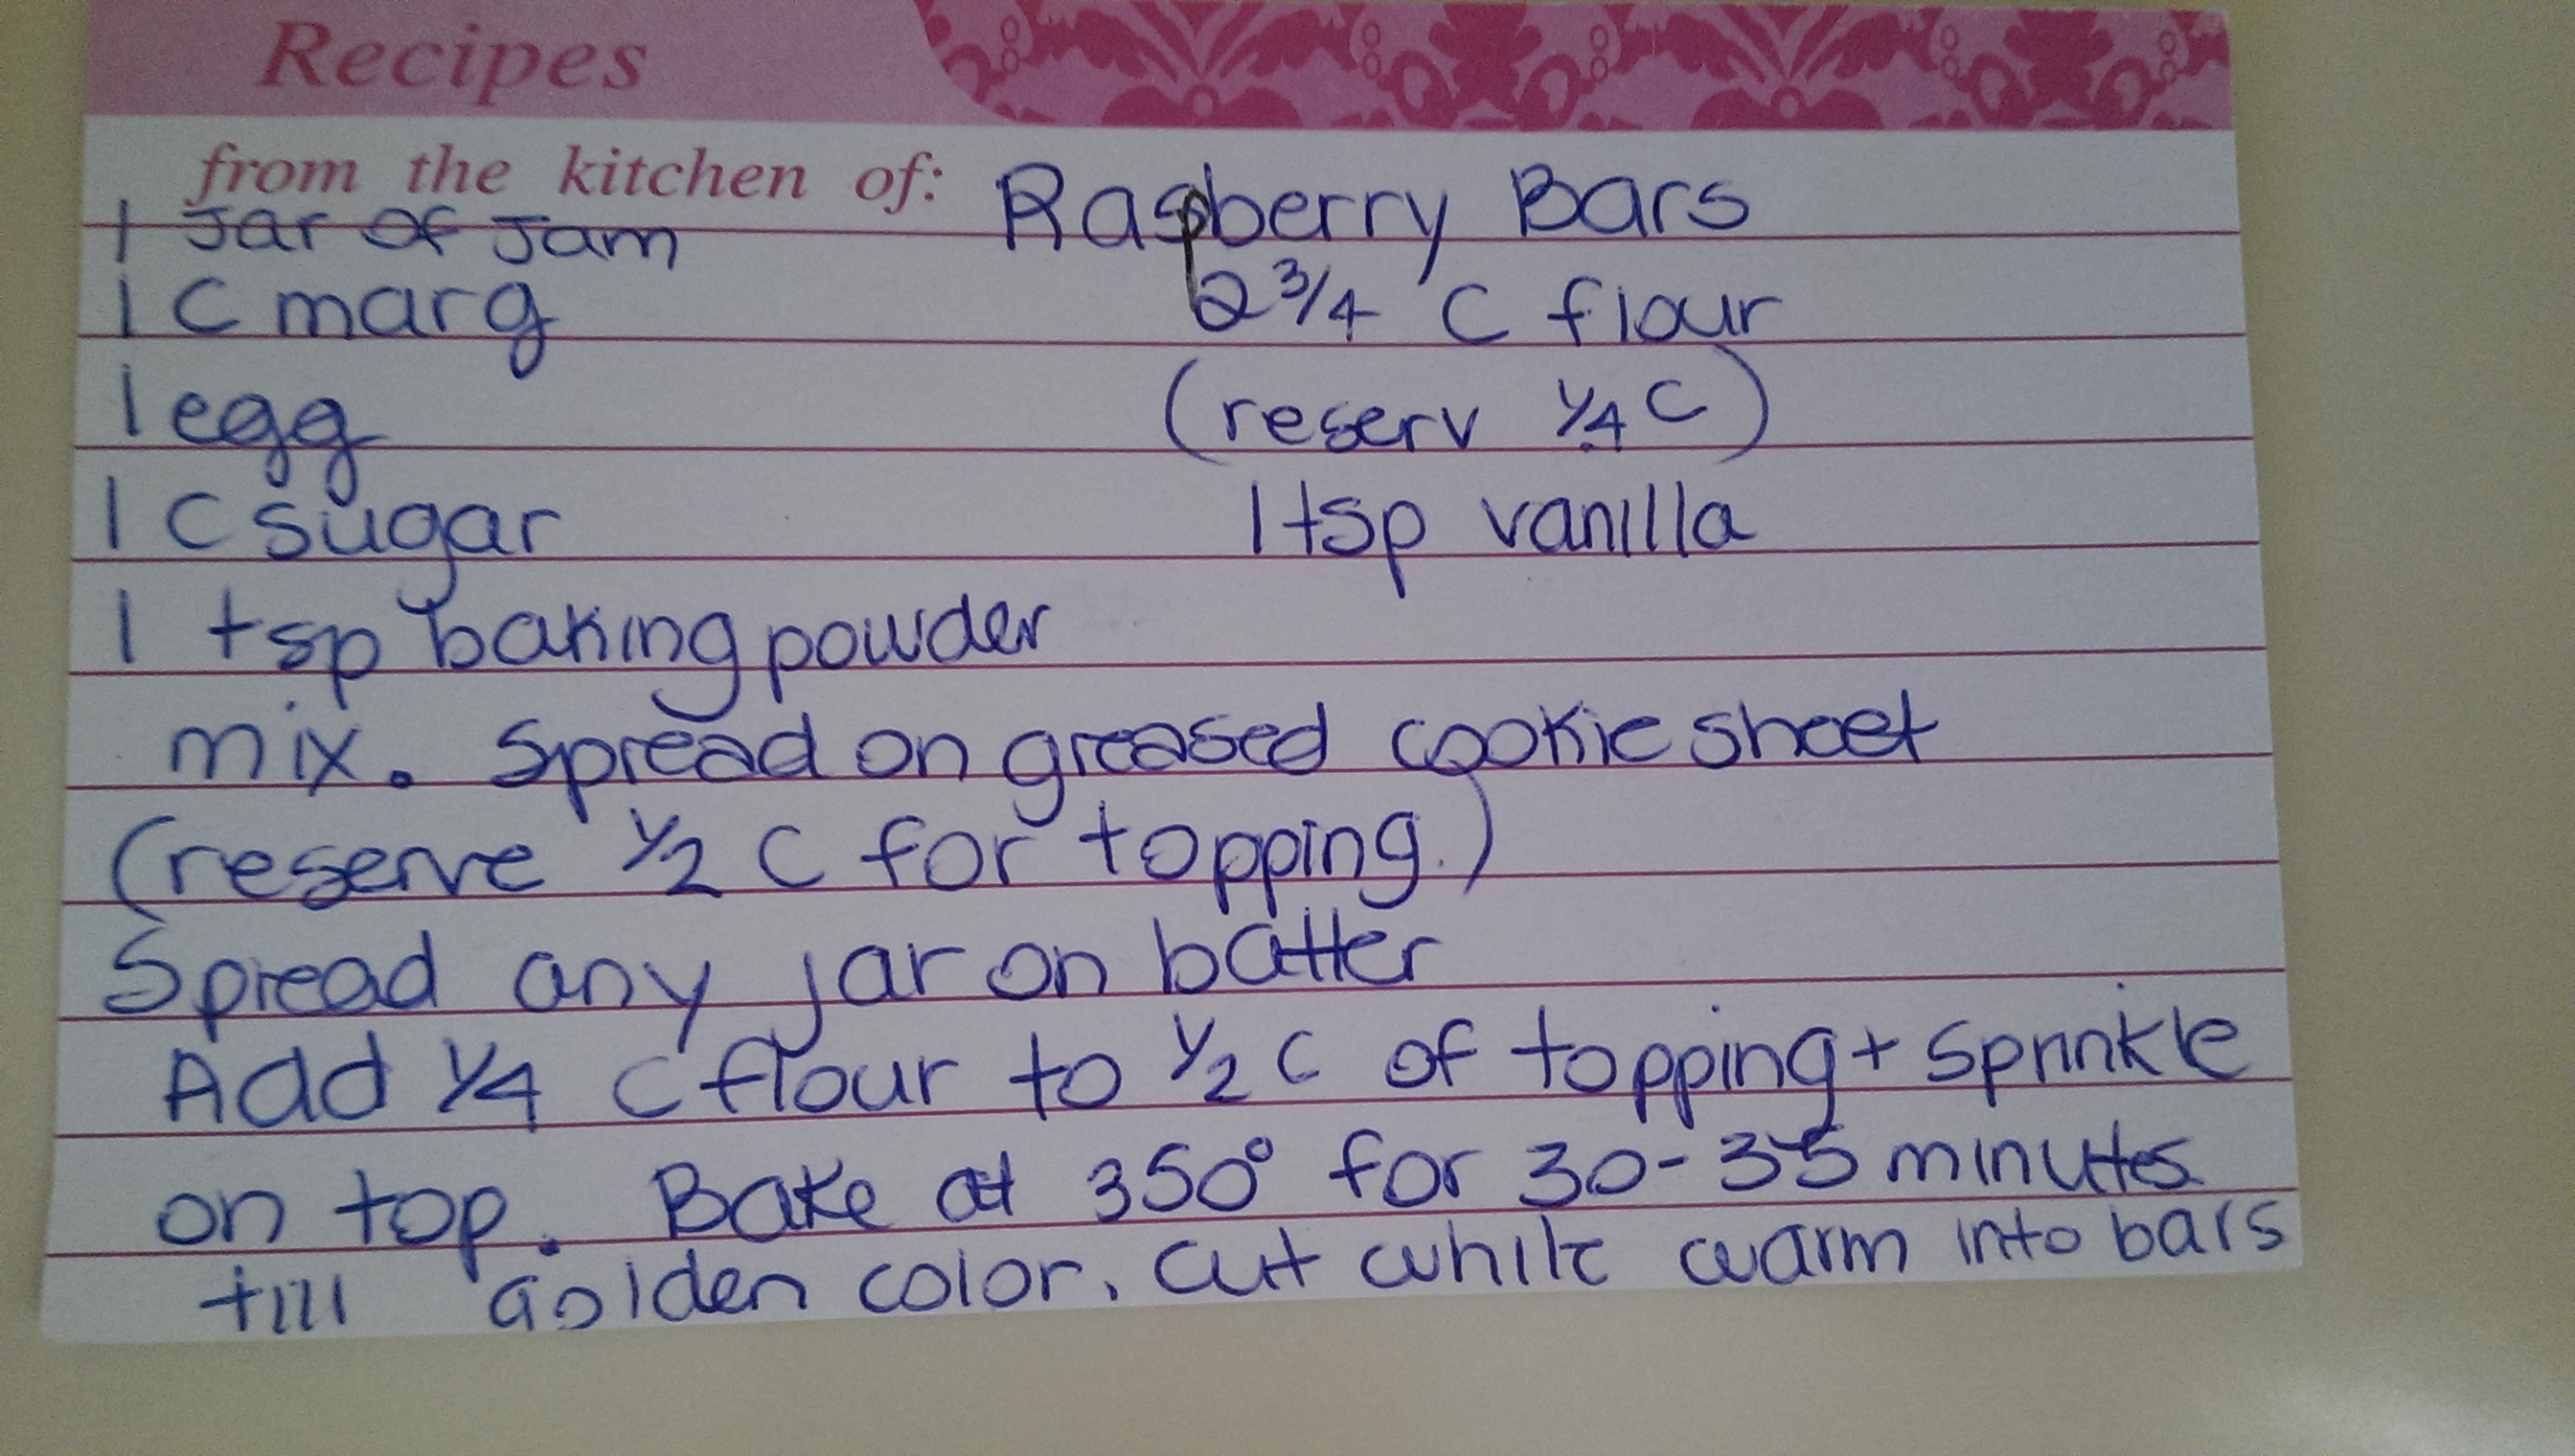 Recipes
from the kitchen of: Raspberry Bars
1 Jar of Jam
1 C marg 2 3/4 C flour
1 egg (reserv 1/4 C)
1 C sugar 1 tsp vanilla
1 tsp baking powder
mix. Spread on greased cookie sheet
(reserve 1/2 C for topping.)
Spread any jar on batter
Add 1/4 C flour to 1/2 C of topping + sprinkle
on top. Bake at 350° for 30-35 minutes
till Golden color. Cut while warm into bars